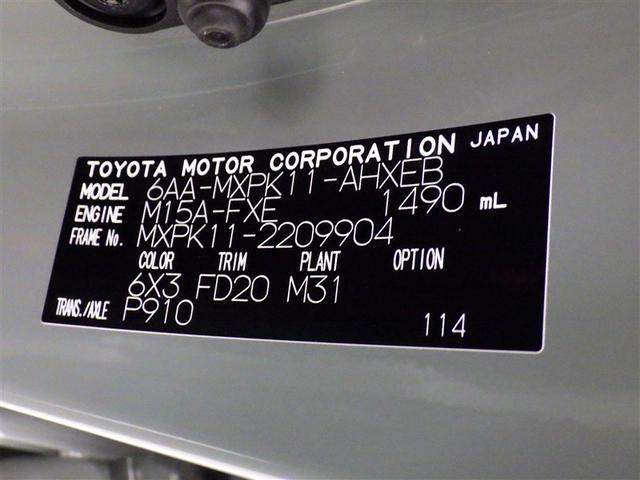 TOYOTA MOTOR CORPORATION JAPAN
MODEL 6AA-MXPK11-AHXEB
ENGINE M15A-FXE 1490 mL
FRAME No. MXPK11-2209904
COLOR TRIM PLANT OPTION
6X3 FD20 M31
TRANS./AXLE P910 114